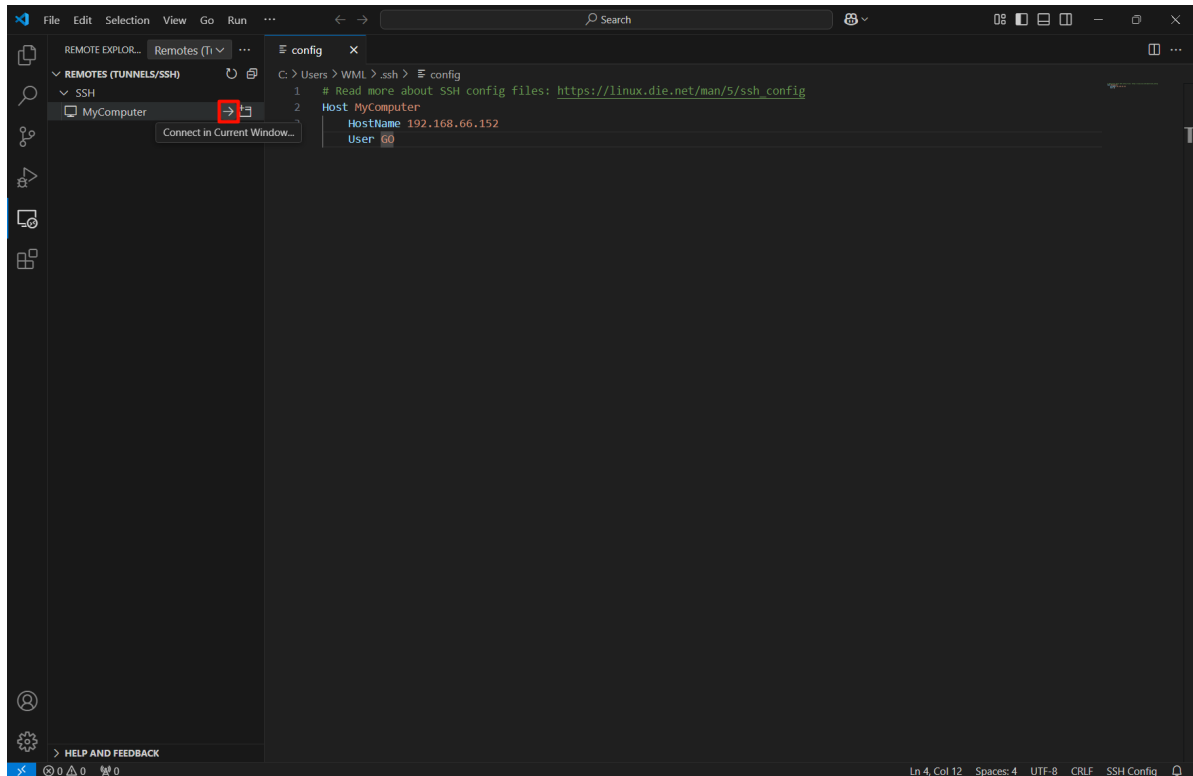 File Edit Selection View Go Run ··· Search
REMOTE EXPLOR... Remotes (Tu ··· config
REMOTES (TUNNELS/SSH) C: > Users > WML > .ssh > config
SSH
1 # Read more about SSH config files: https://linux.die.net/man/5/ssh_config
MyComputer
2 Host MyComputer
Connect in Current Window...
HostName 192.168.66.152
User GO
HELP AND FEEDBACK
0 0 0 Ln 4, Col 12 Spaces: 4 UTF-8 CRLF SSH Config